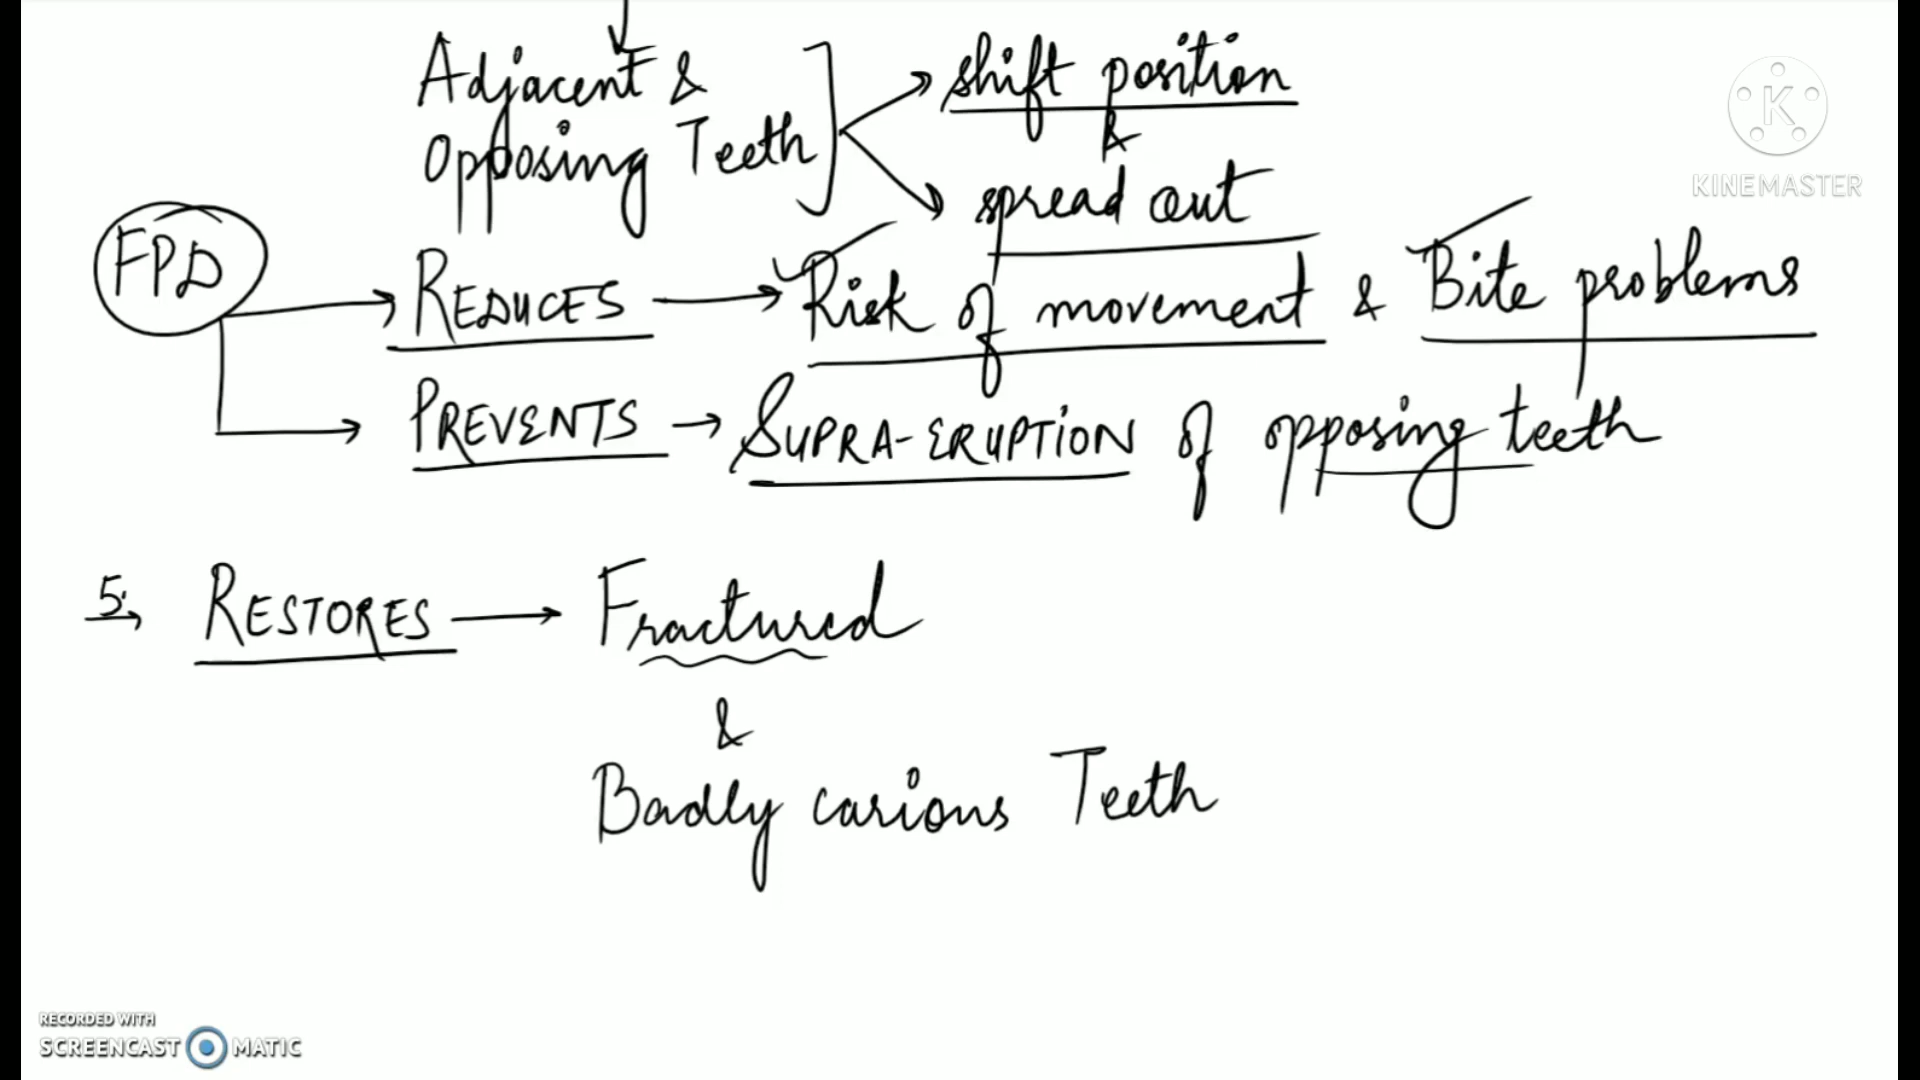 Adjacent & → shift position
Opposing Teeth &
spread out
FPD → REDUCES → Risk of movement & Bite problems
→ PREVENTS → SUPRA-ERUPTION of opposing teeth
5. RESTORES → Fractured
&
Badly carious Teeth
KINEMASTER
RECORDED WITH
SCREENCAST MATIC